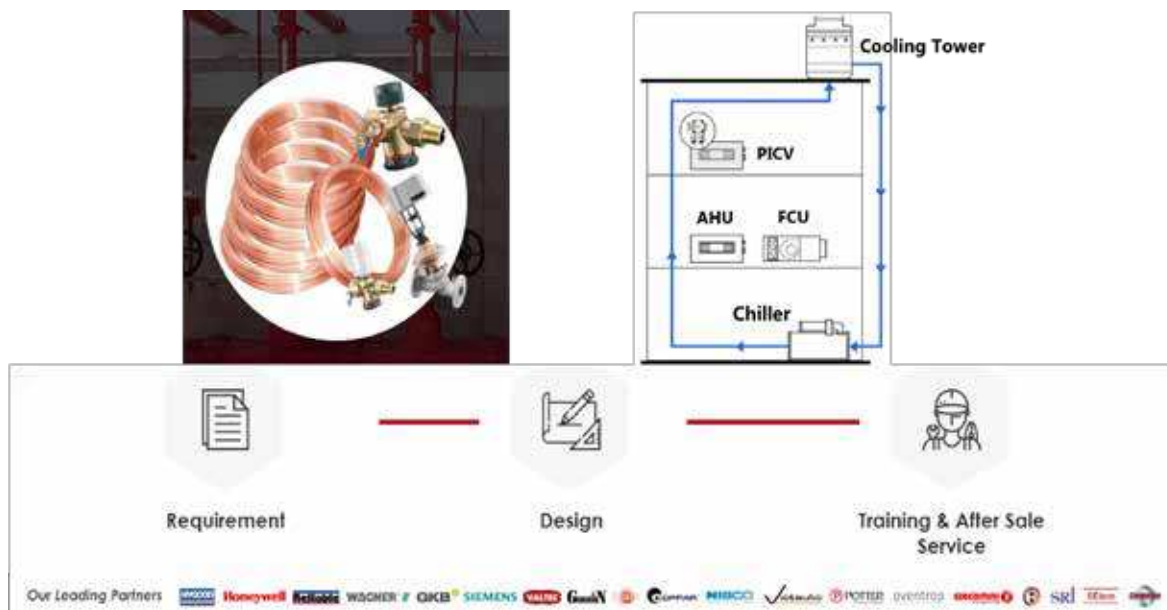 Cooling Tower
PICV
AHU FCU
Chiller
Requirement
Design
Training & After Sale
Service
Our Leading Partners Honeywell Reliable WAGNER GKB SIEMENS VALTEC NIBCO POTTER oventrop SRI